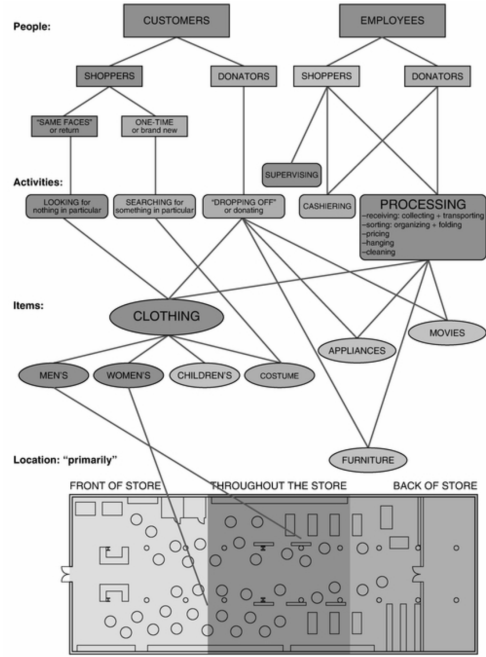 People:
CUSTOMERS
EMPLOYEES
SHOPPERS
DONATORS
SHOPPERS
DONATORS
"SAME FACES"
or return
ONE-TIME
or brand new
SUPERVISING
Activities:
LOOKING for
nothing in particular
SEARCHING for
something in particular
"DROPPING OFF"
or donating
CASHIERING
PROCESSING
–receiving: collecting + transporting
–sorting: organizing + folding
–pricing
–hanging
–cleaning
Items:
CLOTHING
MOVIES
APPLIANCES
MEN'S
WOMEN'S
CHILDREN'S
COSTUME
FURNITURE
Location: "primarily"
FRONT OF STORE
THROUGHOUT THE STORE
BACK OF STORE